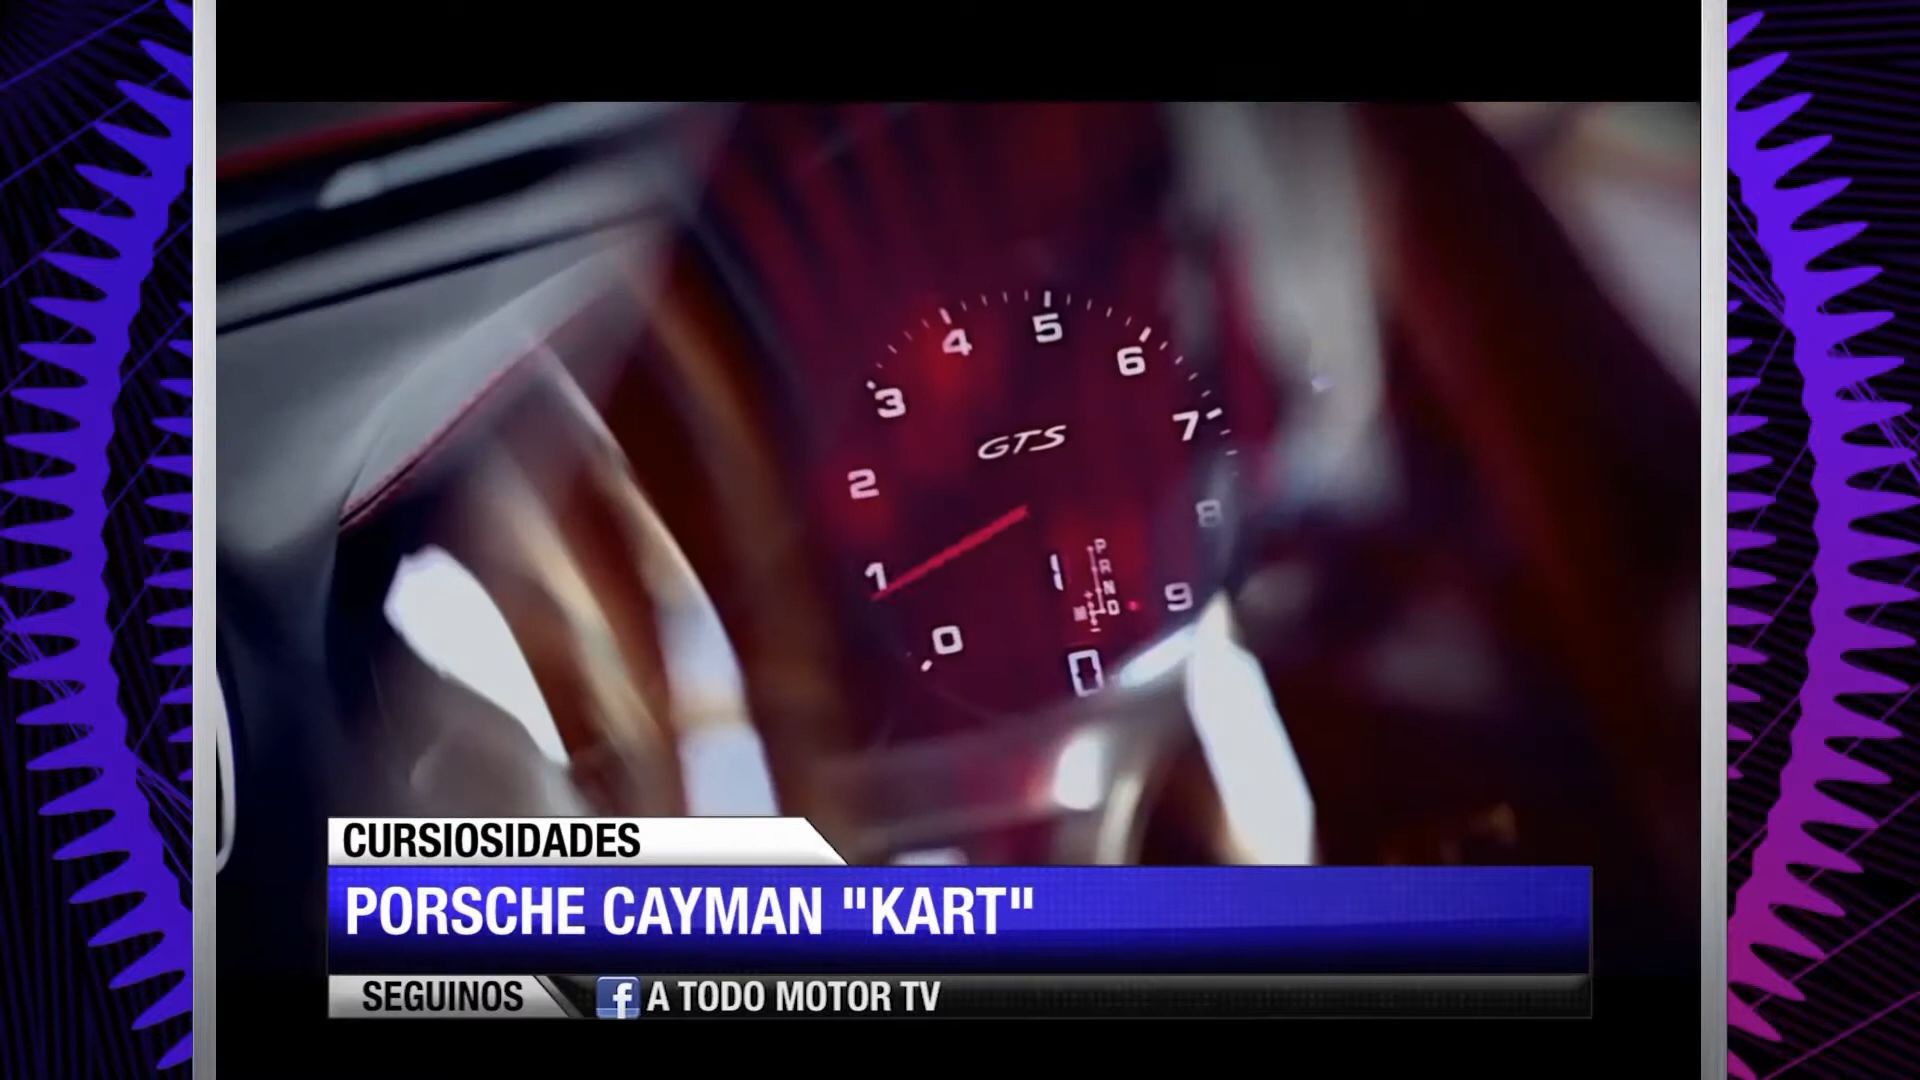 4 5 6
3 7
GTS
2 8
1 9
0
1
P
R
N
D
M + -
0
CURSIOSIDADES
PORSCHE CAYMAN "KART"
SEGUINOS f A TODO MOTOR TV